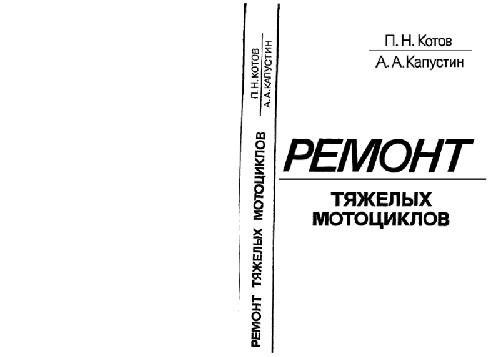 П. Н. КОТОВ
А. А. КАПУСТИН
РЕМОНТ ТЯЖЕЛЫХ МОТОЦИКЛОВ
П. Н. Котов
А. А. Капустин
РЕМОНТ
ТЯЖЕЛЫХ
МОТОЦИКЛОВ